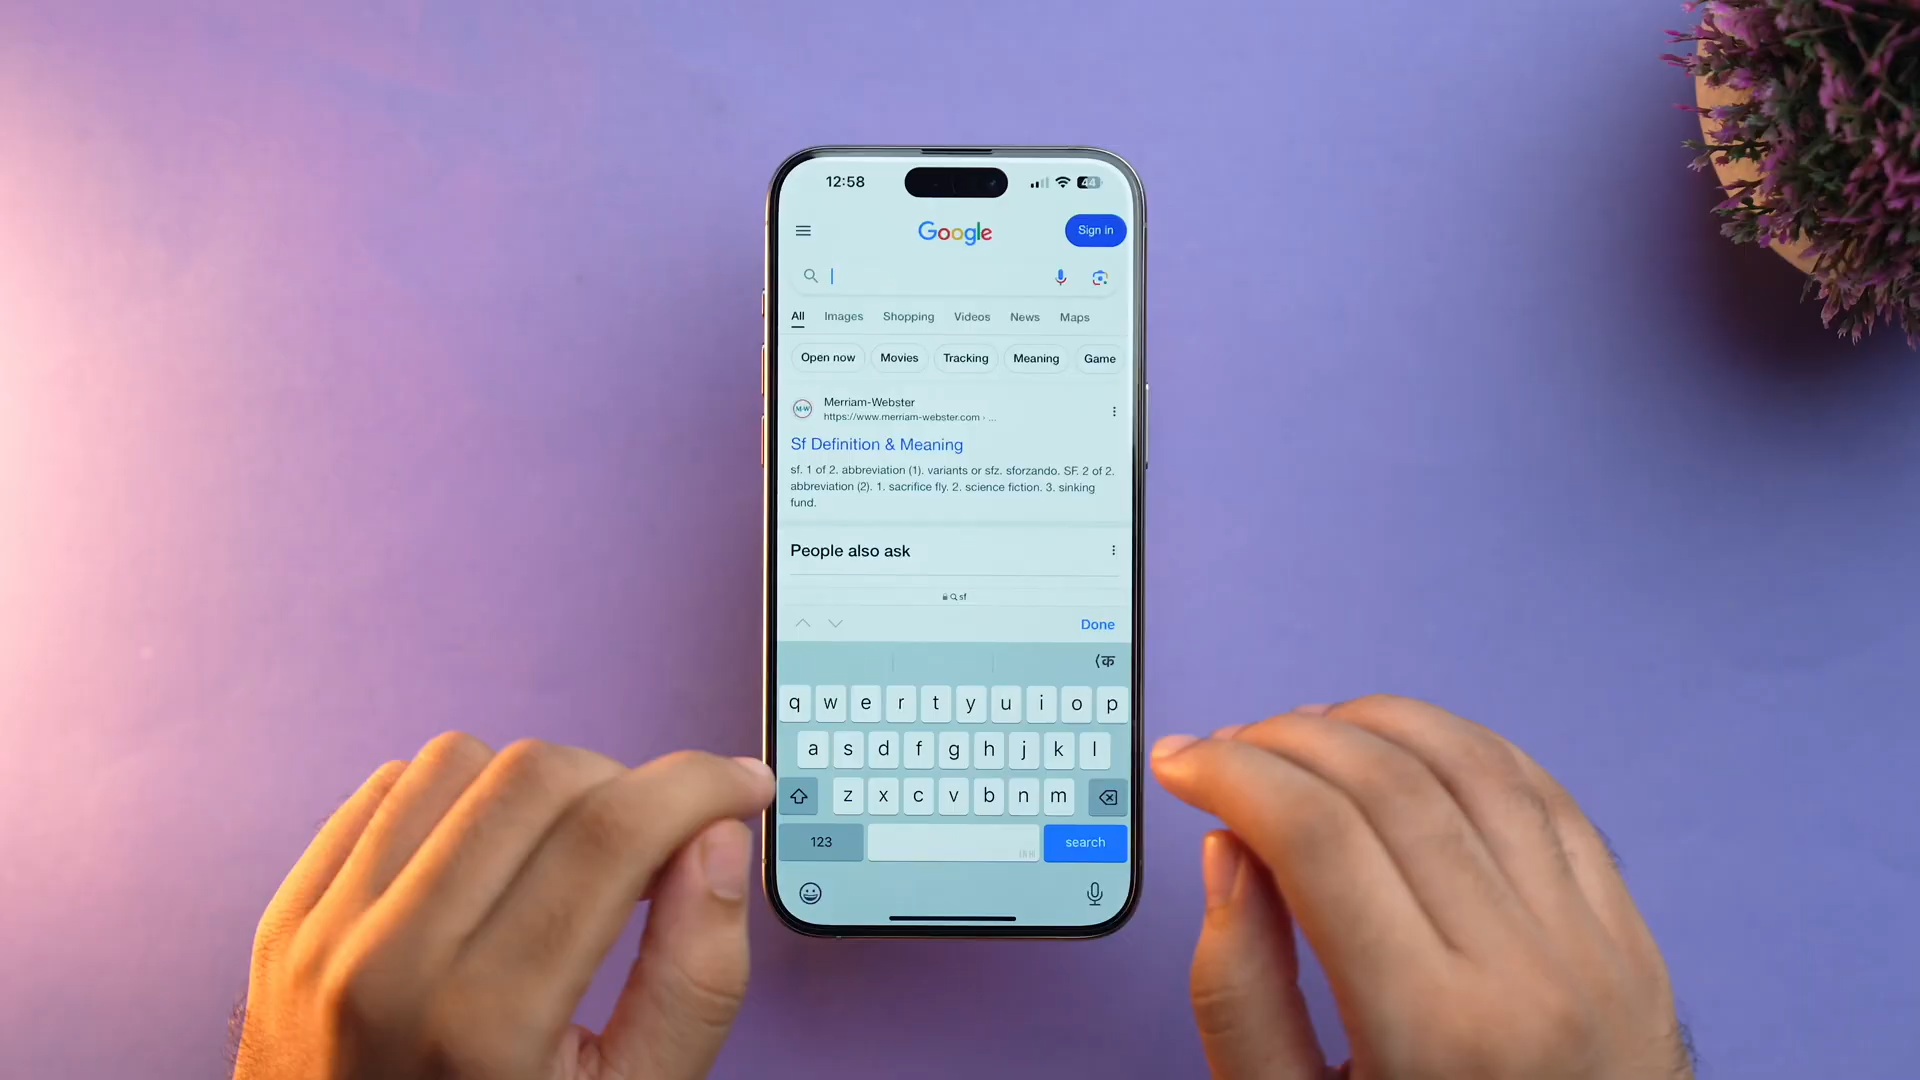 12:58
44
Google
Sign in
All Images Shopping Videos News Maps
Open now Movies Tracking Meaning Game
M-W
Merriam-Webster
https://www.merriam-webster.com › ...
Sf Definition & Meaning
sf. 1 of 2. abbreviation (1). variants or sfz. sforzando. SF. 2 of 2.
abbreviation (2). 1. sacrifice fly. 2. science fiction. 3. sinking
fund.
People also ask
sf
Done
क
q w e r t y u i o p
a s d f g h j k l
z x c v b n m
123 search